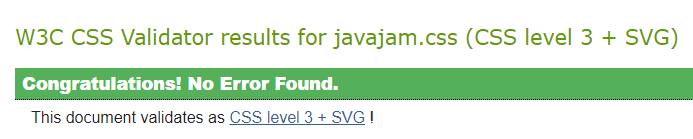 W3C CSS Validator results for javajam.css (CSS level 3 + SVG)
Congratulations! No Error Found.
This document validates as CSS level 3 + SVG !